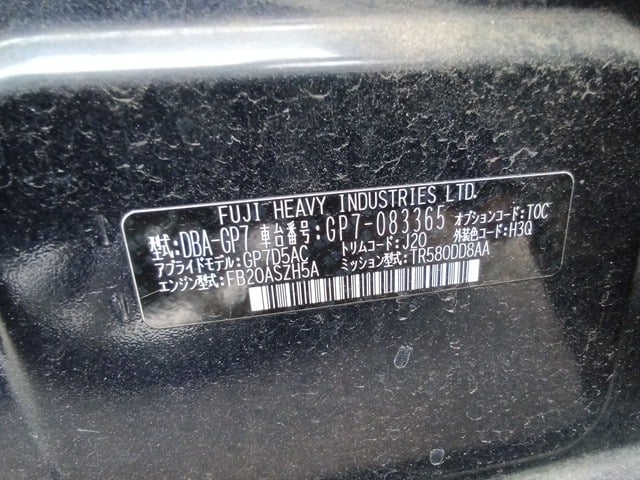 FUJI HEAVY INDUSTRIES LTD.
型式:DBA-GP7 車台番号:GP7-083365 オプションコード:TOC
アプライドモデル:GP7D5AC トリムコード:J20 外装色コード:H3Q
エンジン型式:FB20ASZH5A ミッション型式:TR580DD8AA